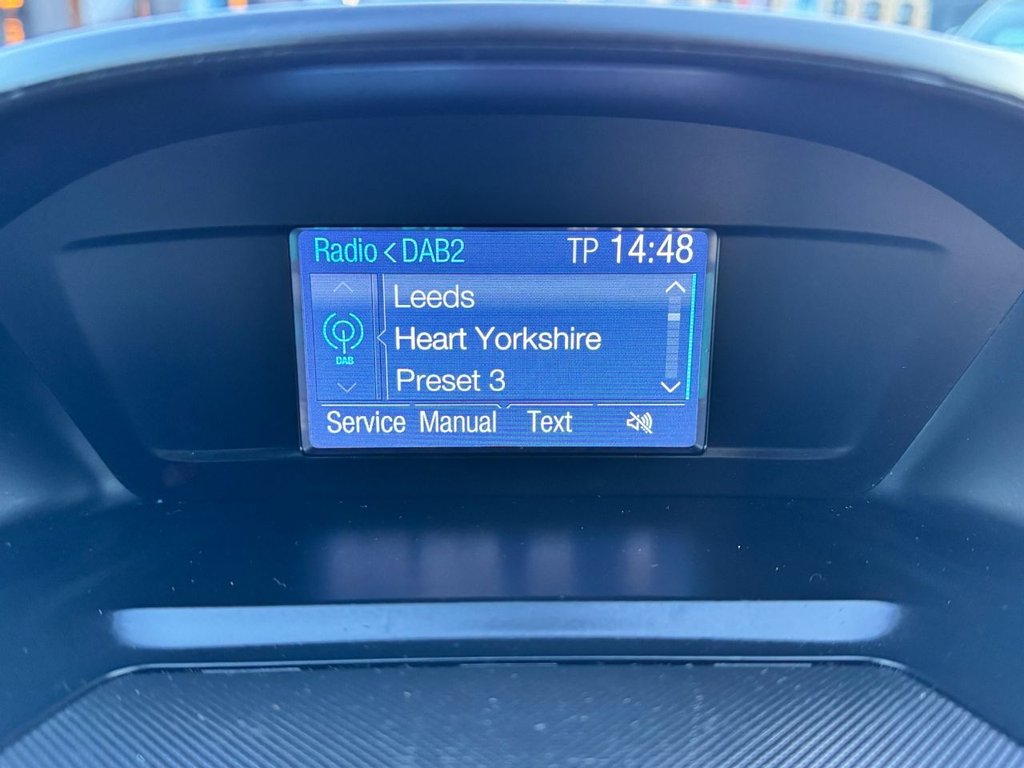 Radio < DAB2 TP 14:48
Leeds
DAB
Heart Yorkshire
Preset 3
Service Manual Text